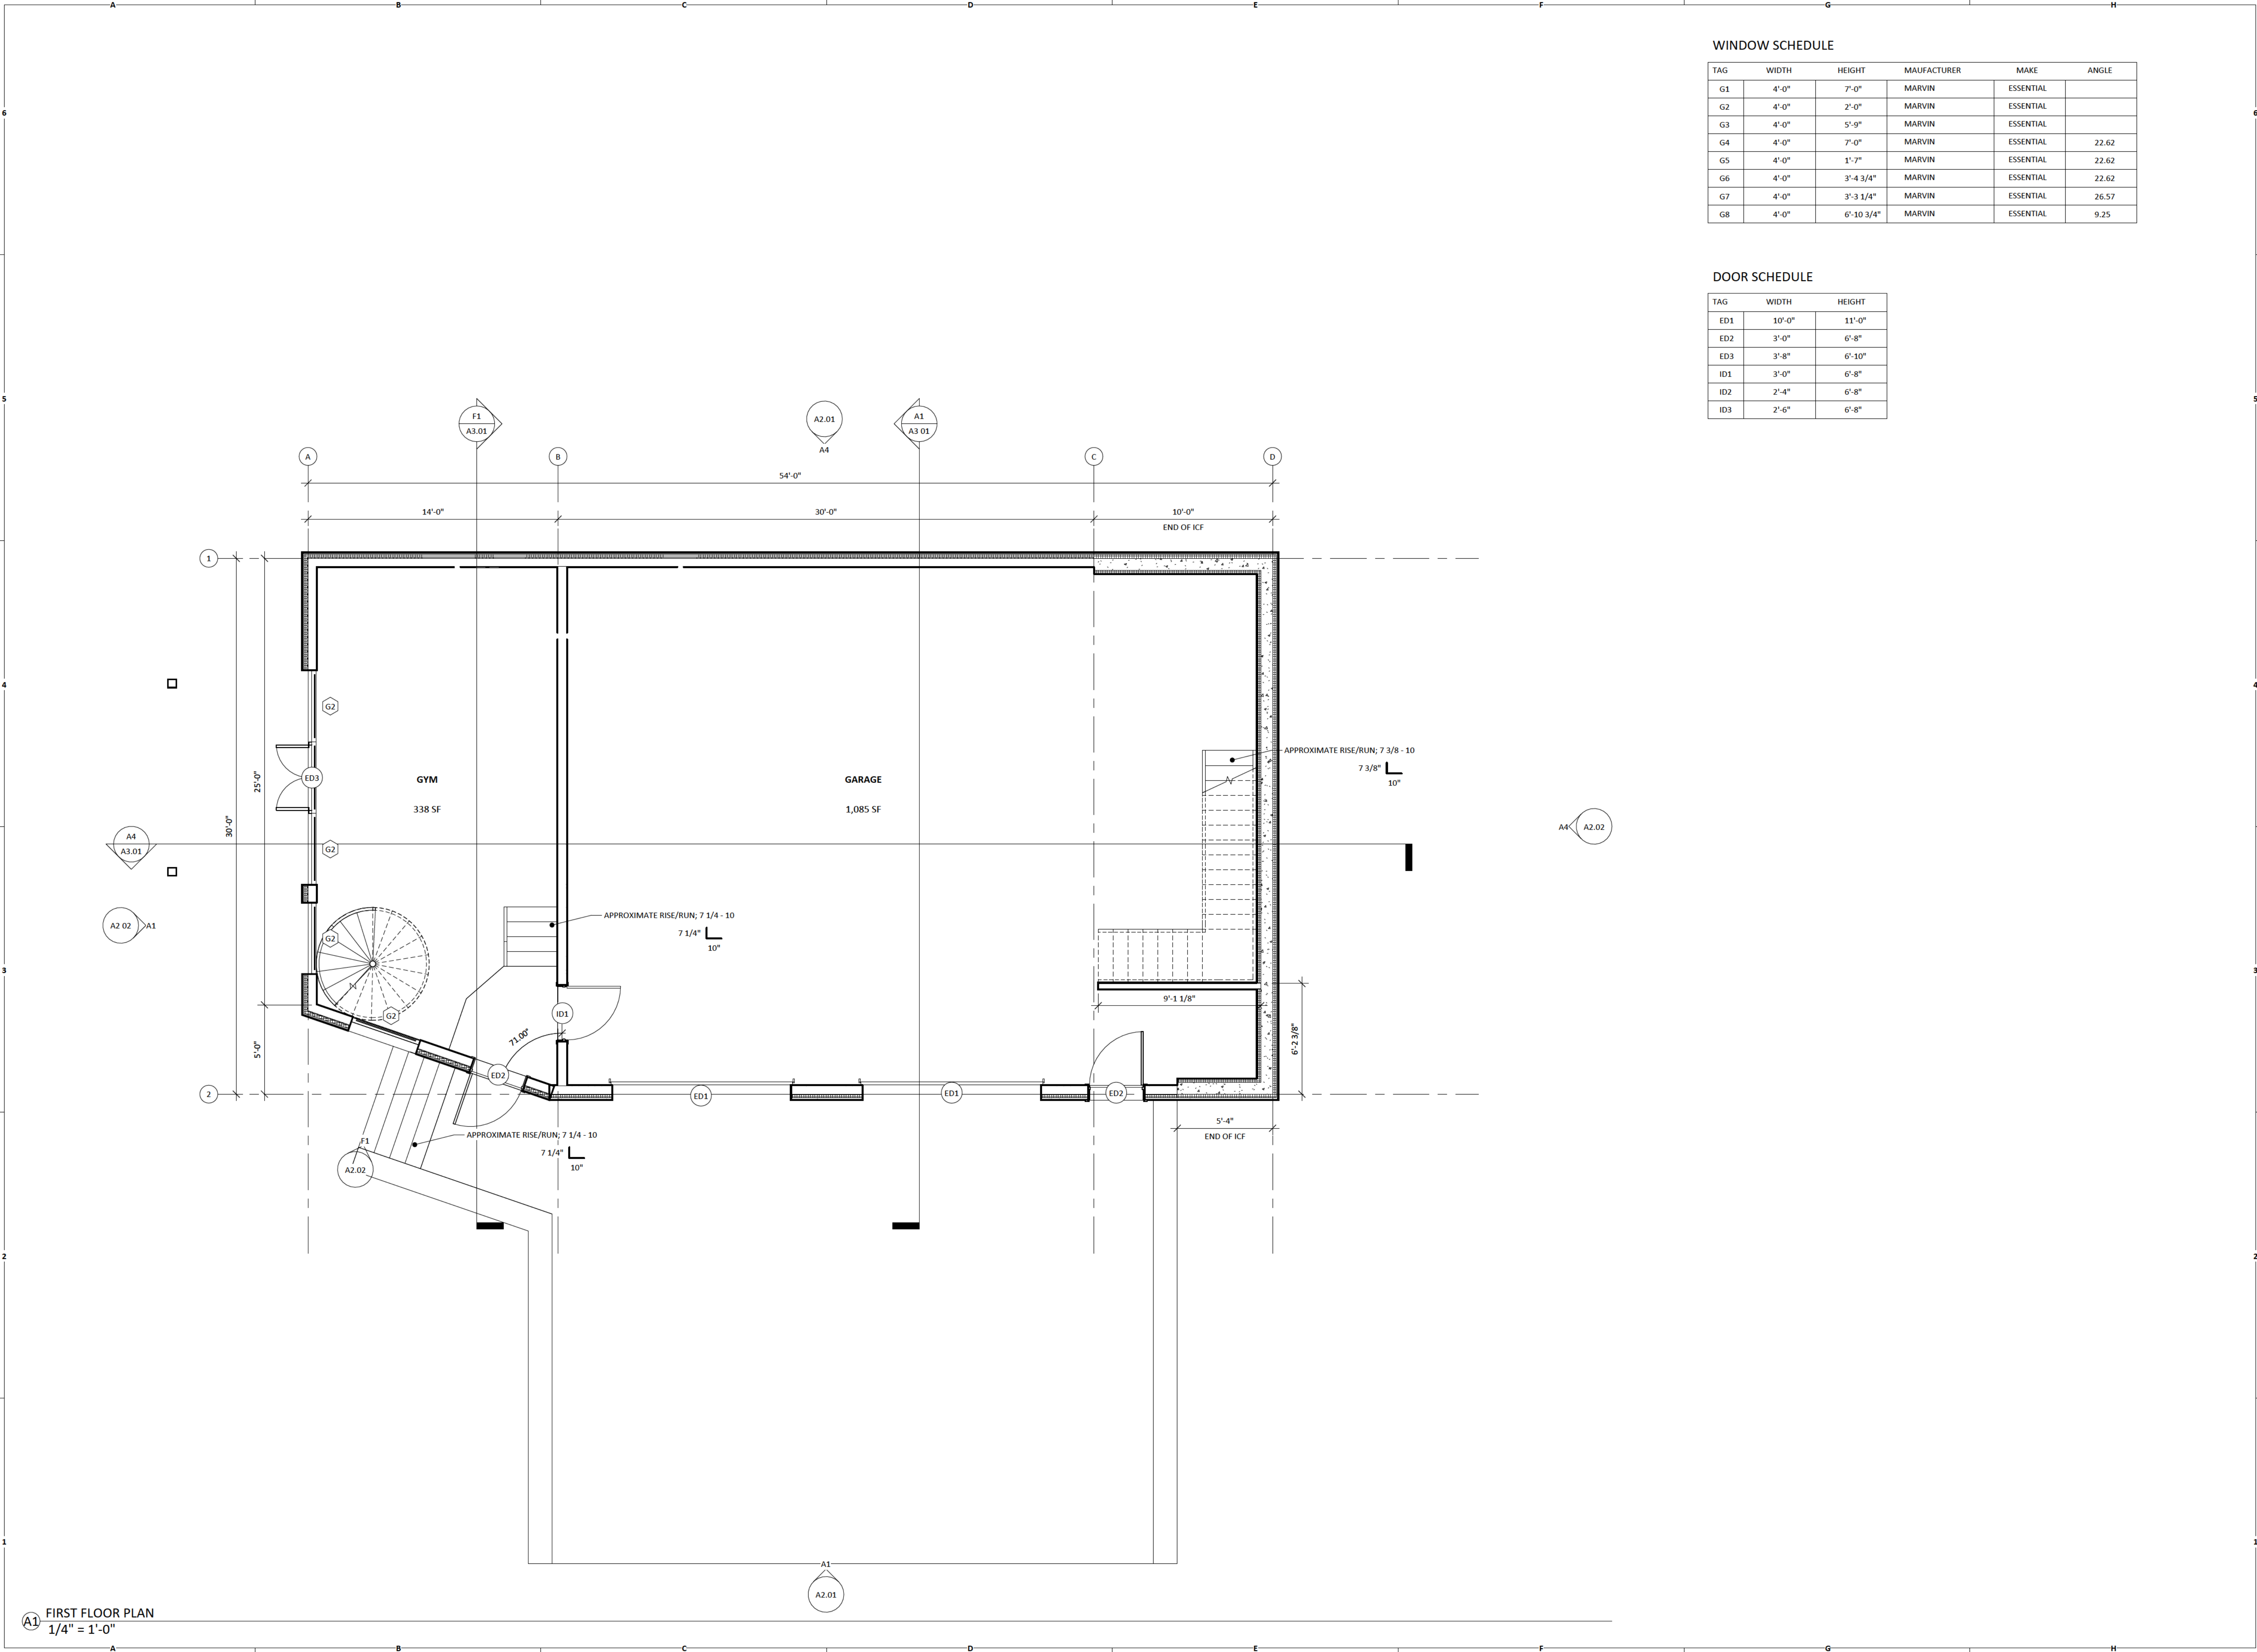 A B C D E F G H
WINDOW SCHEDULE
TAG WIDTH HEIGHT MAUFACTURER MAKE ANGLE
G1 4'-0" 7'-0" MARVIN ESSENTIAL
G2 4'-0" 2'-0" MARVIN ESSENTIAL
G3 4'-0" 5'-9" MARVIN ESSENTIAL
G4 4'-0" 7'-0" MARVIN ESSENTIAL 22.62
G5 4'-0" 1'-7" MARVIN ESSENTIAL 22.62
G6 4'-0" 3'-4 3/4" MARVIN ESSENTIAL 22.62
G7 4'-0" 3'-3 1/4" MARVIN ESSENTIAL 26.57
G8 4'-0" 6'-10 3/4" MARVIN ESSENTIAL 9.25
6 6
DOOR SCHEDULE
TAG WIDTH HEIGHT
ED1 10'-0" 11'-0"
ED2 3'-0" 6'-8"
ED3 3'-8" 6'-10"
ID1 3'-0" 6'-8"
ID2 2'-4" 6'-8"
ID3 2'-6" 6'-8"
5 5
F1
A3.01
A2.01
A4
A1
A3 01
A B C D
54'-0"
14'-0" 30'-0" 10'-0"
END OF ICF
1
4 4
G2
APPROXIMATE RISE/RUN; 7 3/8 - 10
7 3/8"
10"
ED3
GYM GARAGE
25'-0"
338 SF 1,085 SF
30'-0"
A4 A2.02
A4
A3.01
G2
APPROXIMATE RISE/RUN; 7 1/4 - 10
7 1/4"
10"
A2 02 A1
G2
3 3
9'-1 1/8"
ID1
G2
71.00°
6'-2 3/8"
5'-0"
ED2
2
ED1 ED1 ED2
5'-4"
END OF ICF
APPROXIMATE RISE/RUN; 7 1/4 - 10
7 1/4"
10"
F1
A2.02
2 2
1 1
A1
A2.01
A1 FIRST FLOOR PLAN
1/4" = 1'-0"
A B C D E F G H